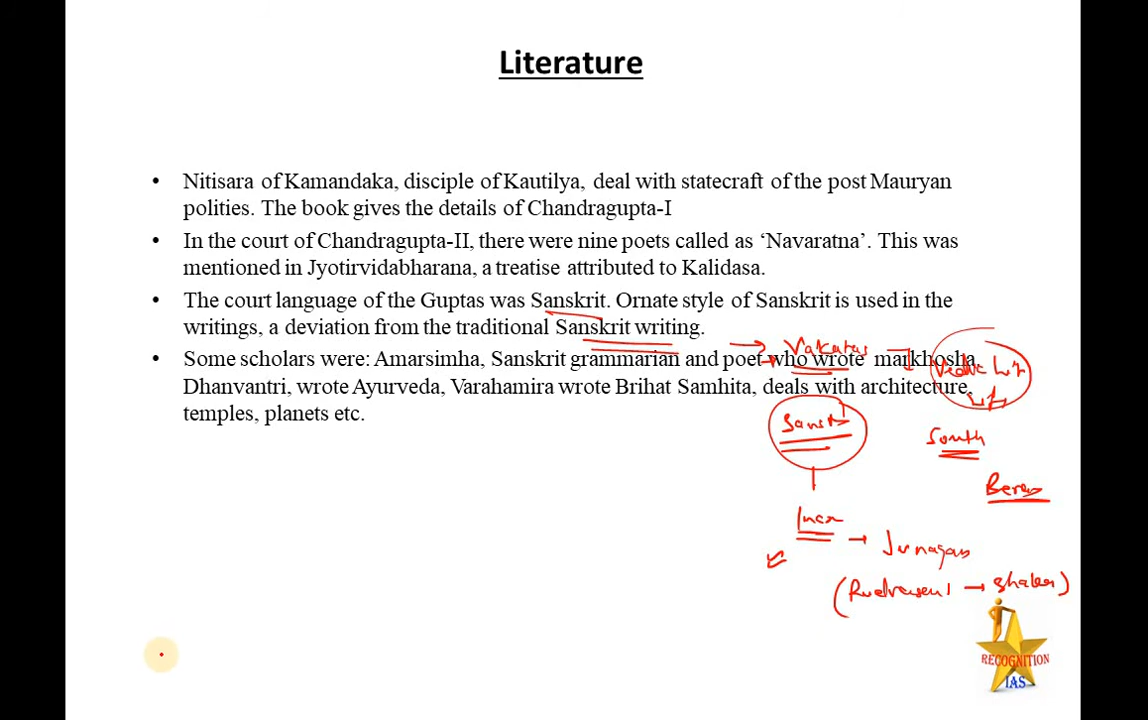 Literature
• Nitisara of Kamandaka, disciple of Kautilya, deal with statecraft of the post Mauryan
polities. The book gives the details of Chandragupta-I
• In the court of Chandragupta-II, there were nine poets called as ‘Navaratna’. This was
mentioned in Jyotirvidabharana, a treatise attributed to Kalidasa.
• The court language of the Guptas was Sanskrit. Ornate style of Sanskrit is used in the
writings, a deviation from the traditional Sanskrit writing.
• Some scholars were: Amarsimha, Sanskrit grammarian and poet who wrote markhosha,
Dhanvantri, wrote Ayurveda, Varahamira wrote Brihat Samhita, deals with architecture,
temples, planets etc.
South
RECOGNITION
IAS